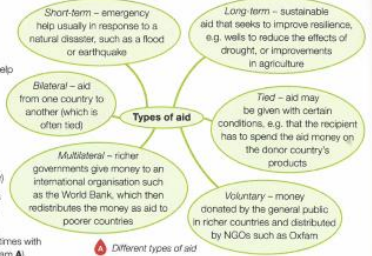 Short-term – emergency
help usually in response to a
natural disaster, such as a flood
or earthquake
Long-term – sustainable
aid that seeks to improve resilience,
e.g. wells to reduce the effects of
drought, or improvements
in agriculture
elp
Bilateral – aid
from one country to
another (which is
often tied)
Types of aid
Tied – aid may
be given with certain
conditions, e.g. that the recipient
has to spend the aid money on
the donor country's
products
Multilateral – richer
governments give money to an
international organisation such
as the World Bank, which then
redistributes the money as aid to
poorer countries
Voluntary – money
donated by the general public
in richer countries and distributed
by NGOs such as Oxfam
times with
am A)
A Different types of aid